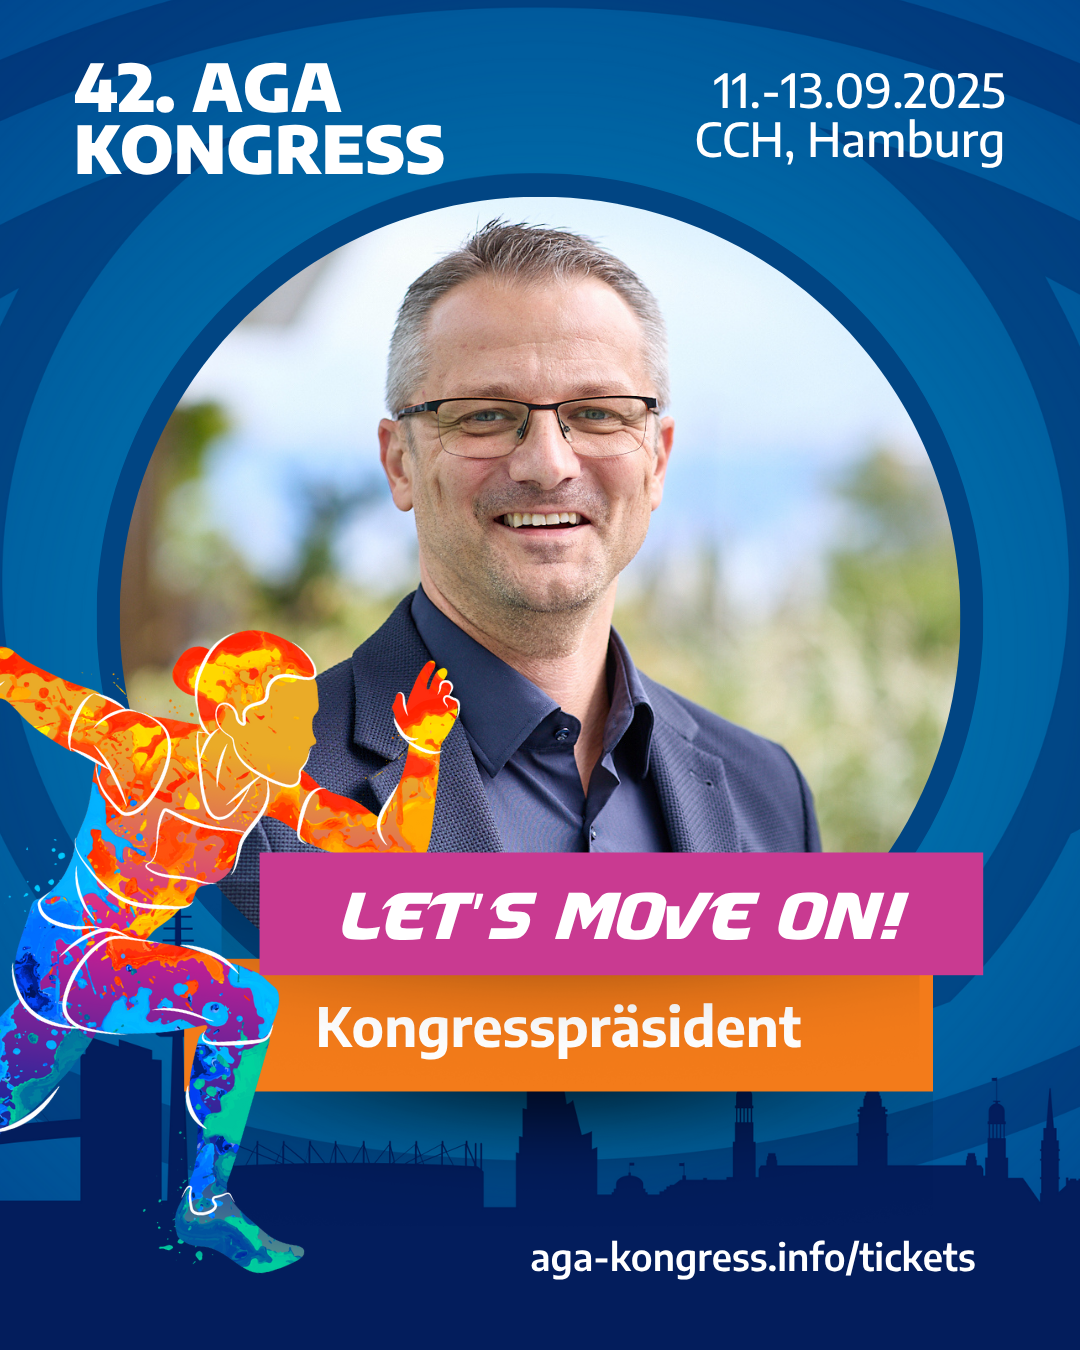 42. AGA
KONGRESS
11.-13.09.2025
CCH, Hamburg
LET'S MOVE ON!
Kongresspräsident
aga-kongress.info/tickets